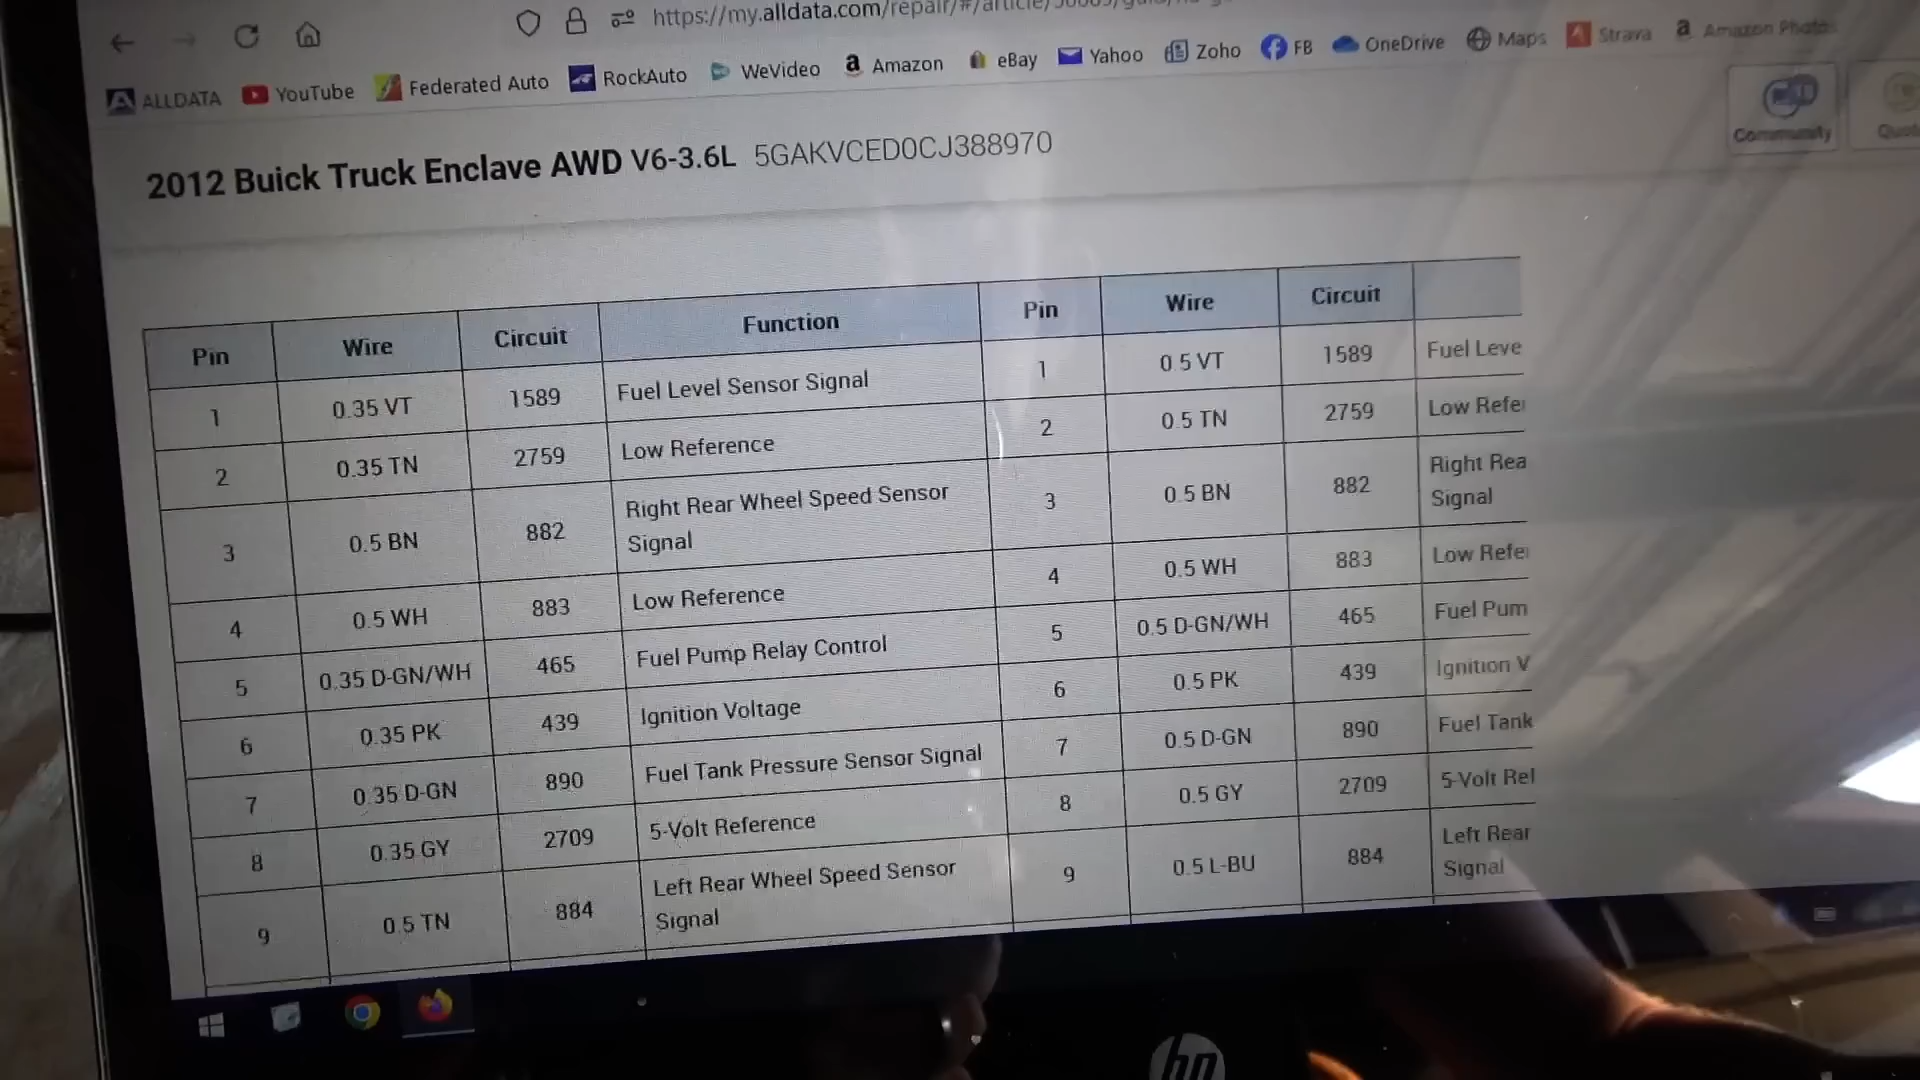 https://my.alldata.com/repair/#/article/
ALLDATA YouTube Federated Auto RockAuto WeVideo Amazon eBay Yahoo Zoho FB OneDrive Maps Strava Amazon Photos
Community
2012 Buick Truck Enclave AWD V6-3.6L 5GAKVCED0CJ388970
Pin Wire Circuit Function Pin Wire Circuit
1 0.35 VT 1589 Fuel Level Sensor Signal 1 0.5 VT 1589 Fuel Leve
2 0.35 TN 2759 Low Reference 2 0.5 TN 2759 Low Refe
3 0.5 BN 882 Right Rear Wheel Speed Sensor 3 0.5 BN 882 Right Rea
Signal Signal
4 0.5 WH 883 Low Reference 4 0.5 WH 883 Low Refe
5 0.35 D-GN/WH 465 Fuel Pump Relay Control 5 0.5 D-GN/WH 465 Fuel Pum
6 0.35 PK 439 Ignition Voltage 6 0.5 PK 439 Ignition V
7 0.35 D-GN 890 Fuel Tank Pressure Sensor Signal 7 0.5 D-GN 890 Fuel Tank
8 0.35 GY 2709 5-Volt Reference 8 0.5 GY 2709 5-Volt Ref
9 0.5 TN 884 Left Rear Wheel Speed Sensor 9 0.5 L-BU 884 Left Rear
Signal Signal
hp